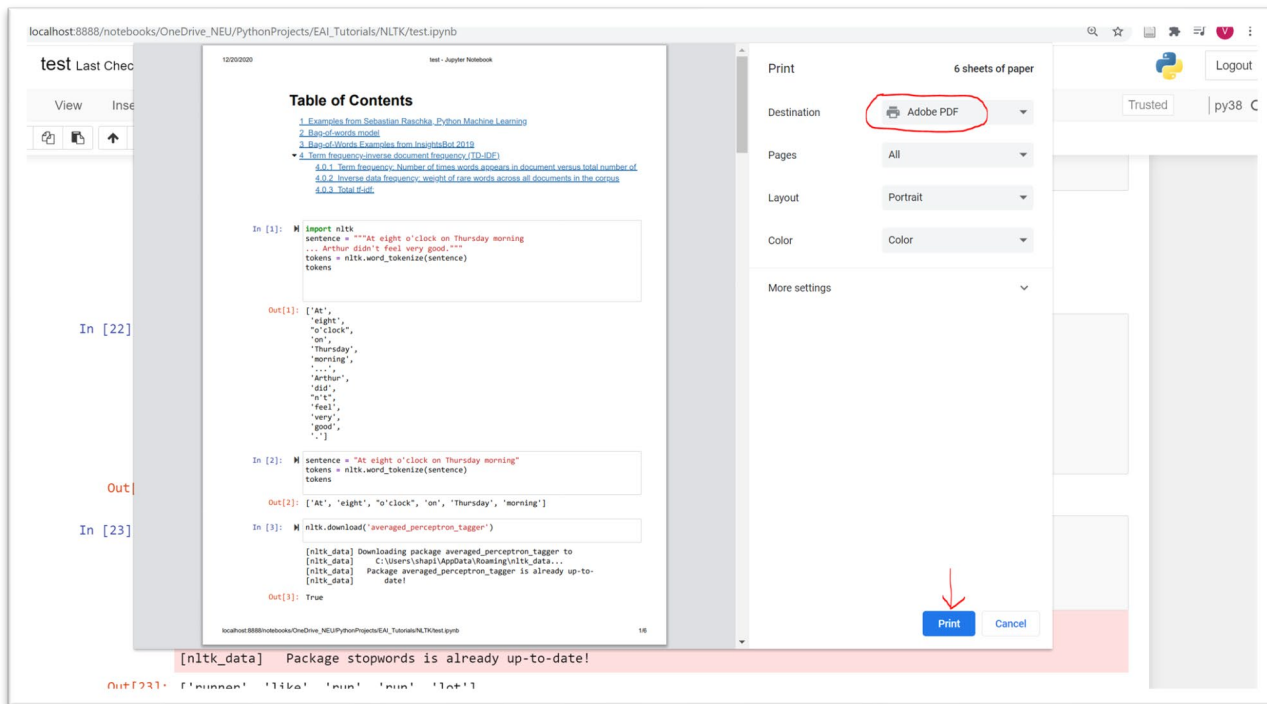 localhost:8888/notebooks/OneDrive_NEU/PythonProjects/EAI_Tutorials/NLTK/test.ipynb
V
test Last Chec
Logout
View Inse
Trusted
py38
12/20/2020
test - Jupyter Notebook
Table of Contents
1 Examples from Sebastian Raschka, Python Machine Learning
2 Bag-of-words model
3 Bag-of-Words Examples from InsightsBot 2019
4 Term frequency-inverse document frequency (TD-IDF)
4.0.1 Term frequency: Number of times words appears in document versus total number of
4.0.2 Inverse data frequency: weight of rare words across all documents in the corpus
4.0.3 Total tf-idf:
In [1]: import nltk
sentence = """At eight o'clock on Thursday morning
... Arthur didn't feel very good."""
tokens = nltk.word_tokenize(sentence)
tokens
Out[1]: ['At',
'eight',
"o'clock",
'on',
'Thursday',
'morning',
'...',
'Arthur',
'did',
"n't",
'feel',
'very',
'good',
'.']
In [2]: sentence = "At eight o'clock on Thursday morning"
tokens = nltk.word_tokenize(sentence)
tokens
Out[2]: ['At', 'eight', "o'clock", 'on', 'Thursday', 'morning']
In [3]: nltk.download('averaged_perceptron_tagger')
[nltk_data] Downloading package averaged_perceptron_tagger to
[nltk_data] C:\Users\shapi\AppData\Roaming\nltk_data...
[nltk_data] Package averaged_perceptron_tagger is already up-to-
[nltk_data] date!
Out[3]: True
localhost:8888/notebooks/OneDrive_NEU/PythonProjects/EAI_Tutorials/NLTK/test.ipynb
1/6
Print
6 sheets of paper
Destination
Adobe PDF
Pages
All
Layout
Portrait
Color
Color
More settings
Print
Cancel
In [22]
Out[
In [23]
[nltk_data] Package stopwords is already up-to-date!
Out[23]: ['runner', 'like', 'run', 'run', 'lot']